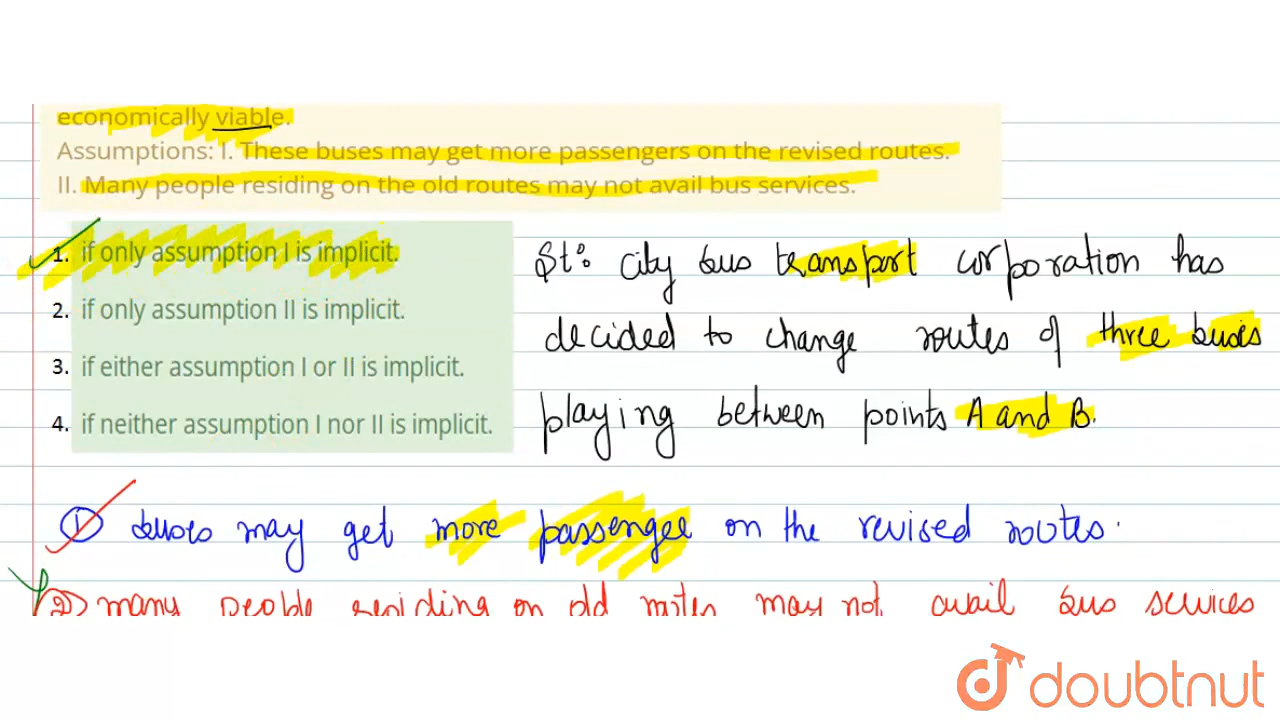 economically viable.
Assumptions: I. These buses may get more passengers on the revised routes.
II. Many people residing on the old routes may not avail bus services.
1. if only assumption I is implicit.
2. if only assumption II is implicit.
3. if either assumption I or II is implicit.
4. if neither assumption I nor II is implicit.
St: city bus transport corporation has
decided to change routes of three buses
playing between points A and B.
① buses may get more passengee on the revised routes.
② many people residing on old routes may not avail bus services
doubtnut